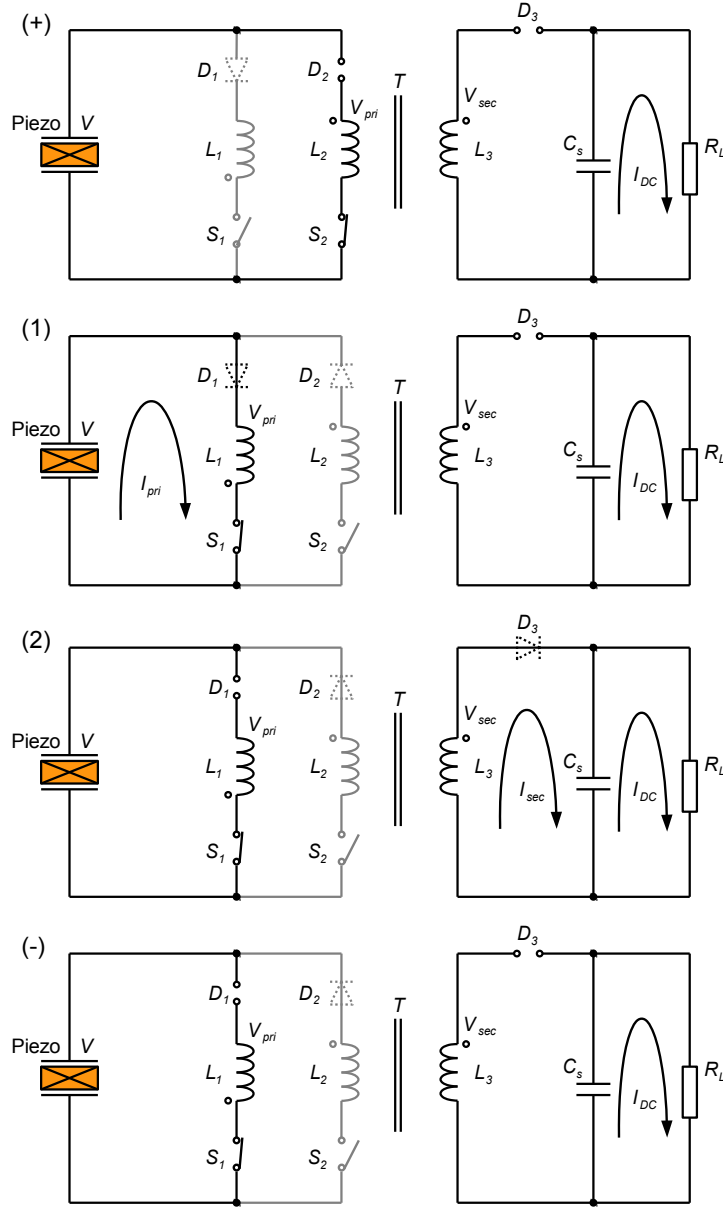 (+)
D3
D1
D2
T
Vpri
Vsec
Piezo V
L1
L2
L3
Cs
IDC
RL
S1
S2
(1)
D3
D1
D2
T
Vpri
Vsec
Piezo V
L1
L2
L3
Cs
RL
Ipri
IDC
S1
S2
(2)
D3
D1
D2
T
Vpri
Vsec
Piezo V
L1
L2
L3
Cs
RL
Isec
IDC
S1
S2
(-)
D3
D1
D2
T
Vpri
Vsec
Piezo V
L1
L2
L3
Cs
RL
IDC
S1
S2